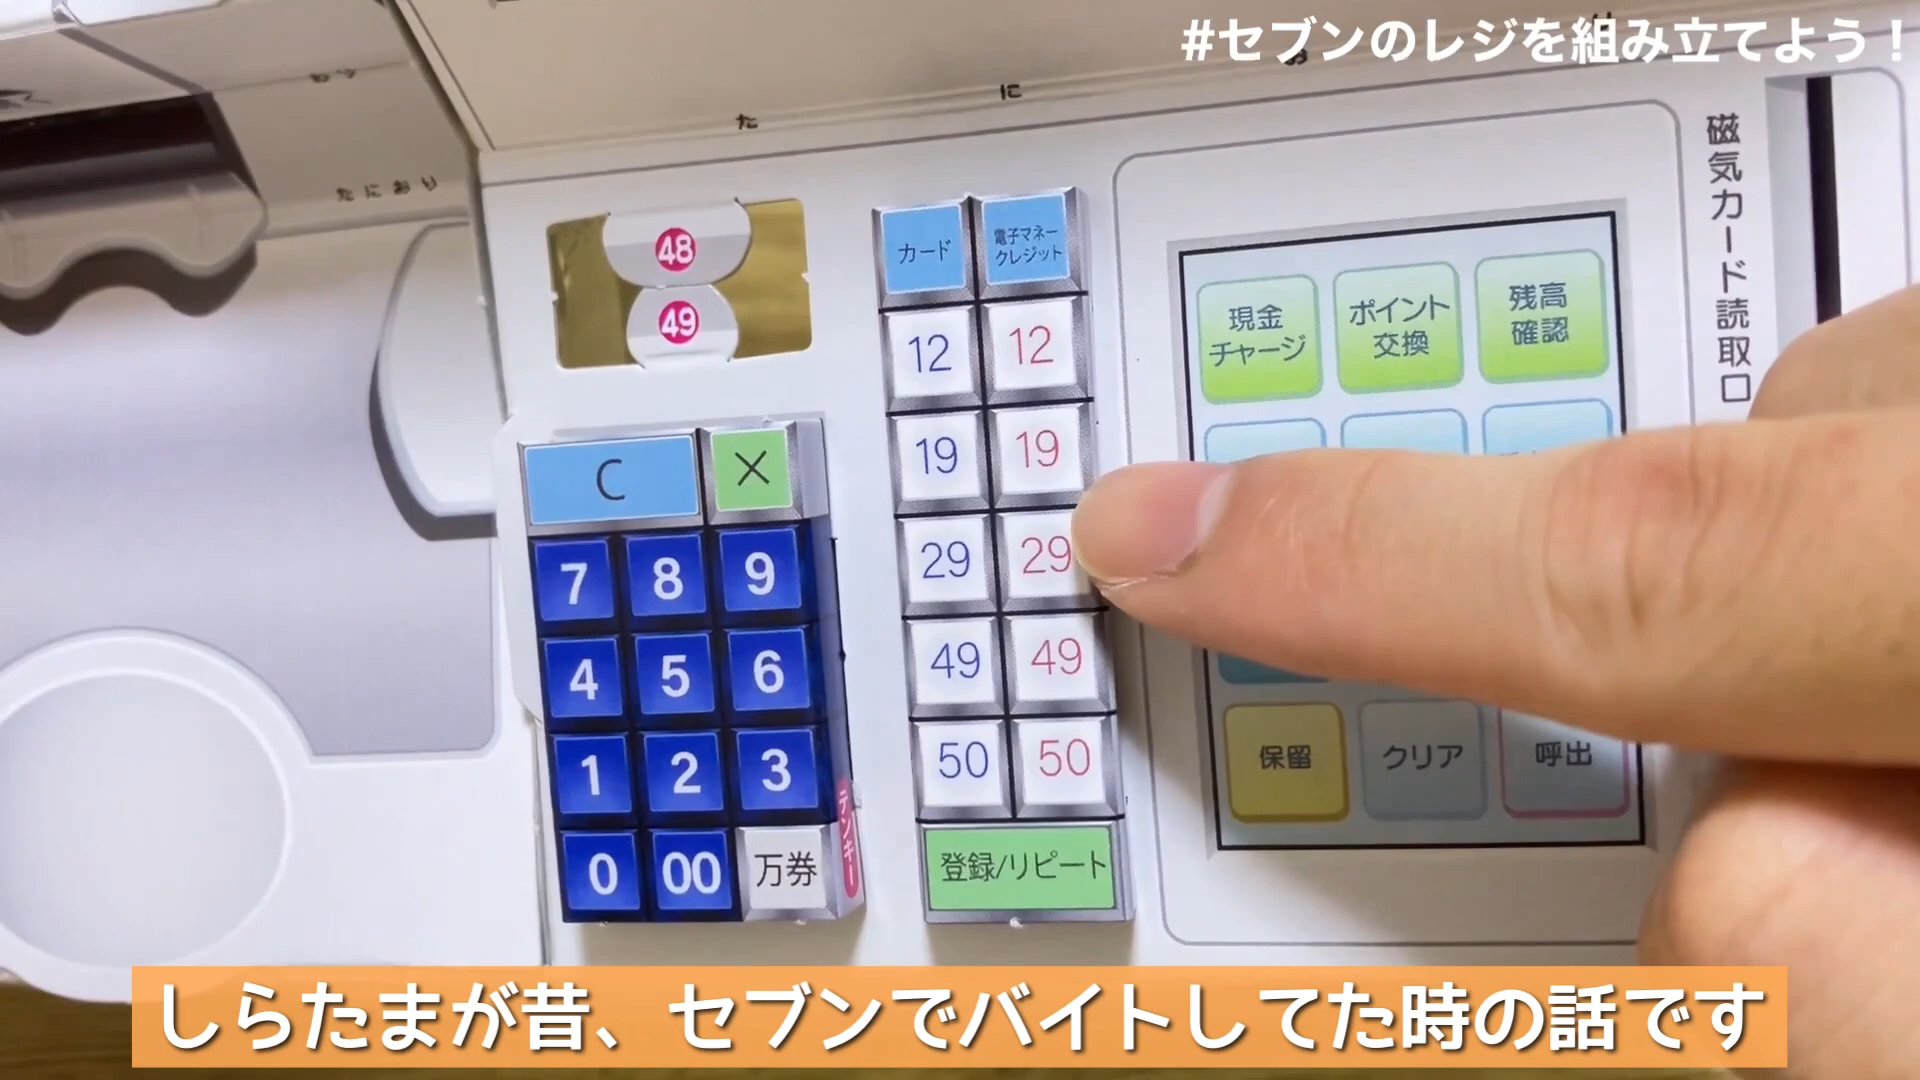 #セブンのレジを組み立てよう！
に
た
たにおり
48
49
カード
電子マネー
クレジット
12 12
19 19
29 29
49 49
50 50
登録/リピート
C ×
7 8 9
4 5 6
1 2 3
0 00 万券
テンキー
現金
チャージ
ポイント
交換
残高
確認
保留
クリア
呼出
磁気カード読取口
しらたまが昔、セブンでバイトしてた時の話です